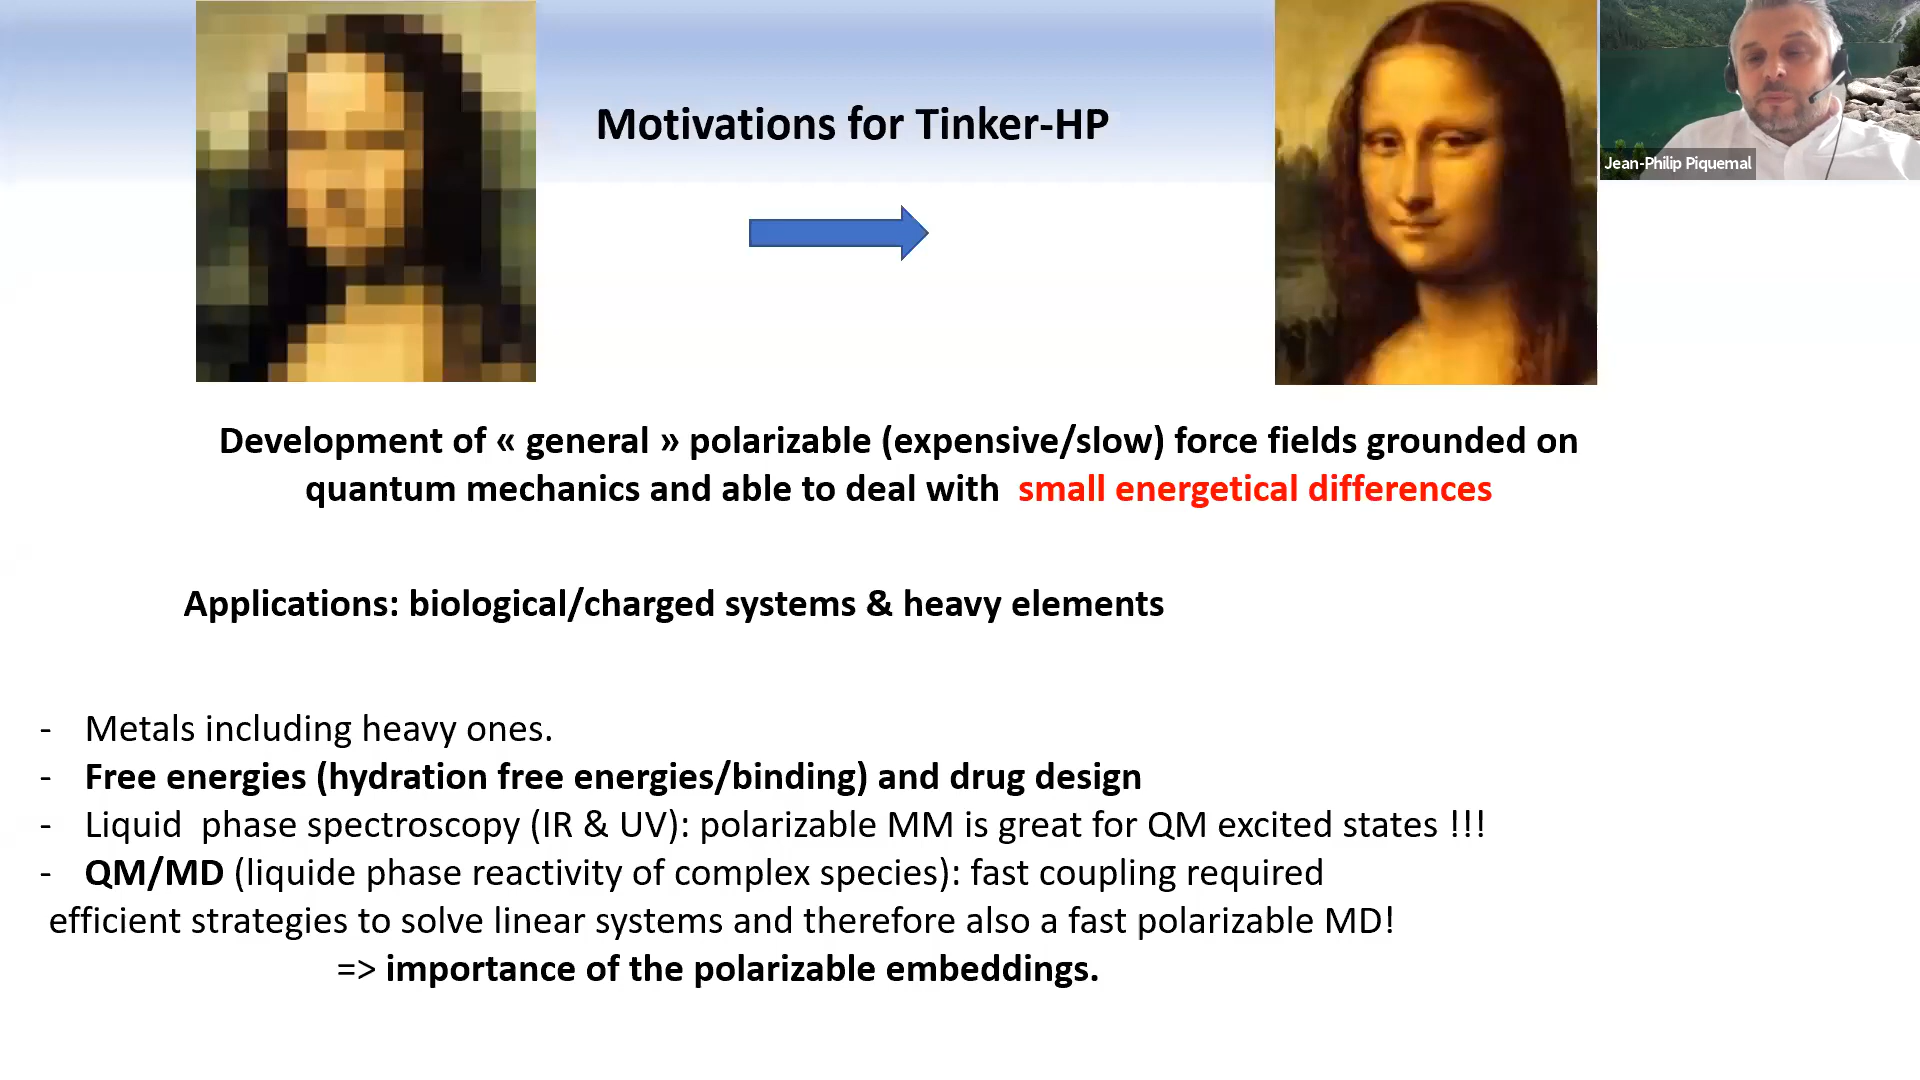 Motivations for Tinker-HP
Jean-Philip Piquemal
Development of « general » polarizable (expensive/slow) force fields grounded on
quantum mechanics and able to deal with small energetical differences
Applications: biological/charged systems & heavy elements
- Metals including heavy ones.
- Free energies (hydration free energies/binding) and drug design
- Liquid phase spectroscopy (IR & UV): polarizable MM is great for QM excited states !!!
- QM/MD (liquide phase reactivity of complex species): fast coupling required
efficient strategies to solve linear systems and therefore also a fast polarizable MD!
=> importance of the polarizable embeddings.